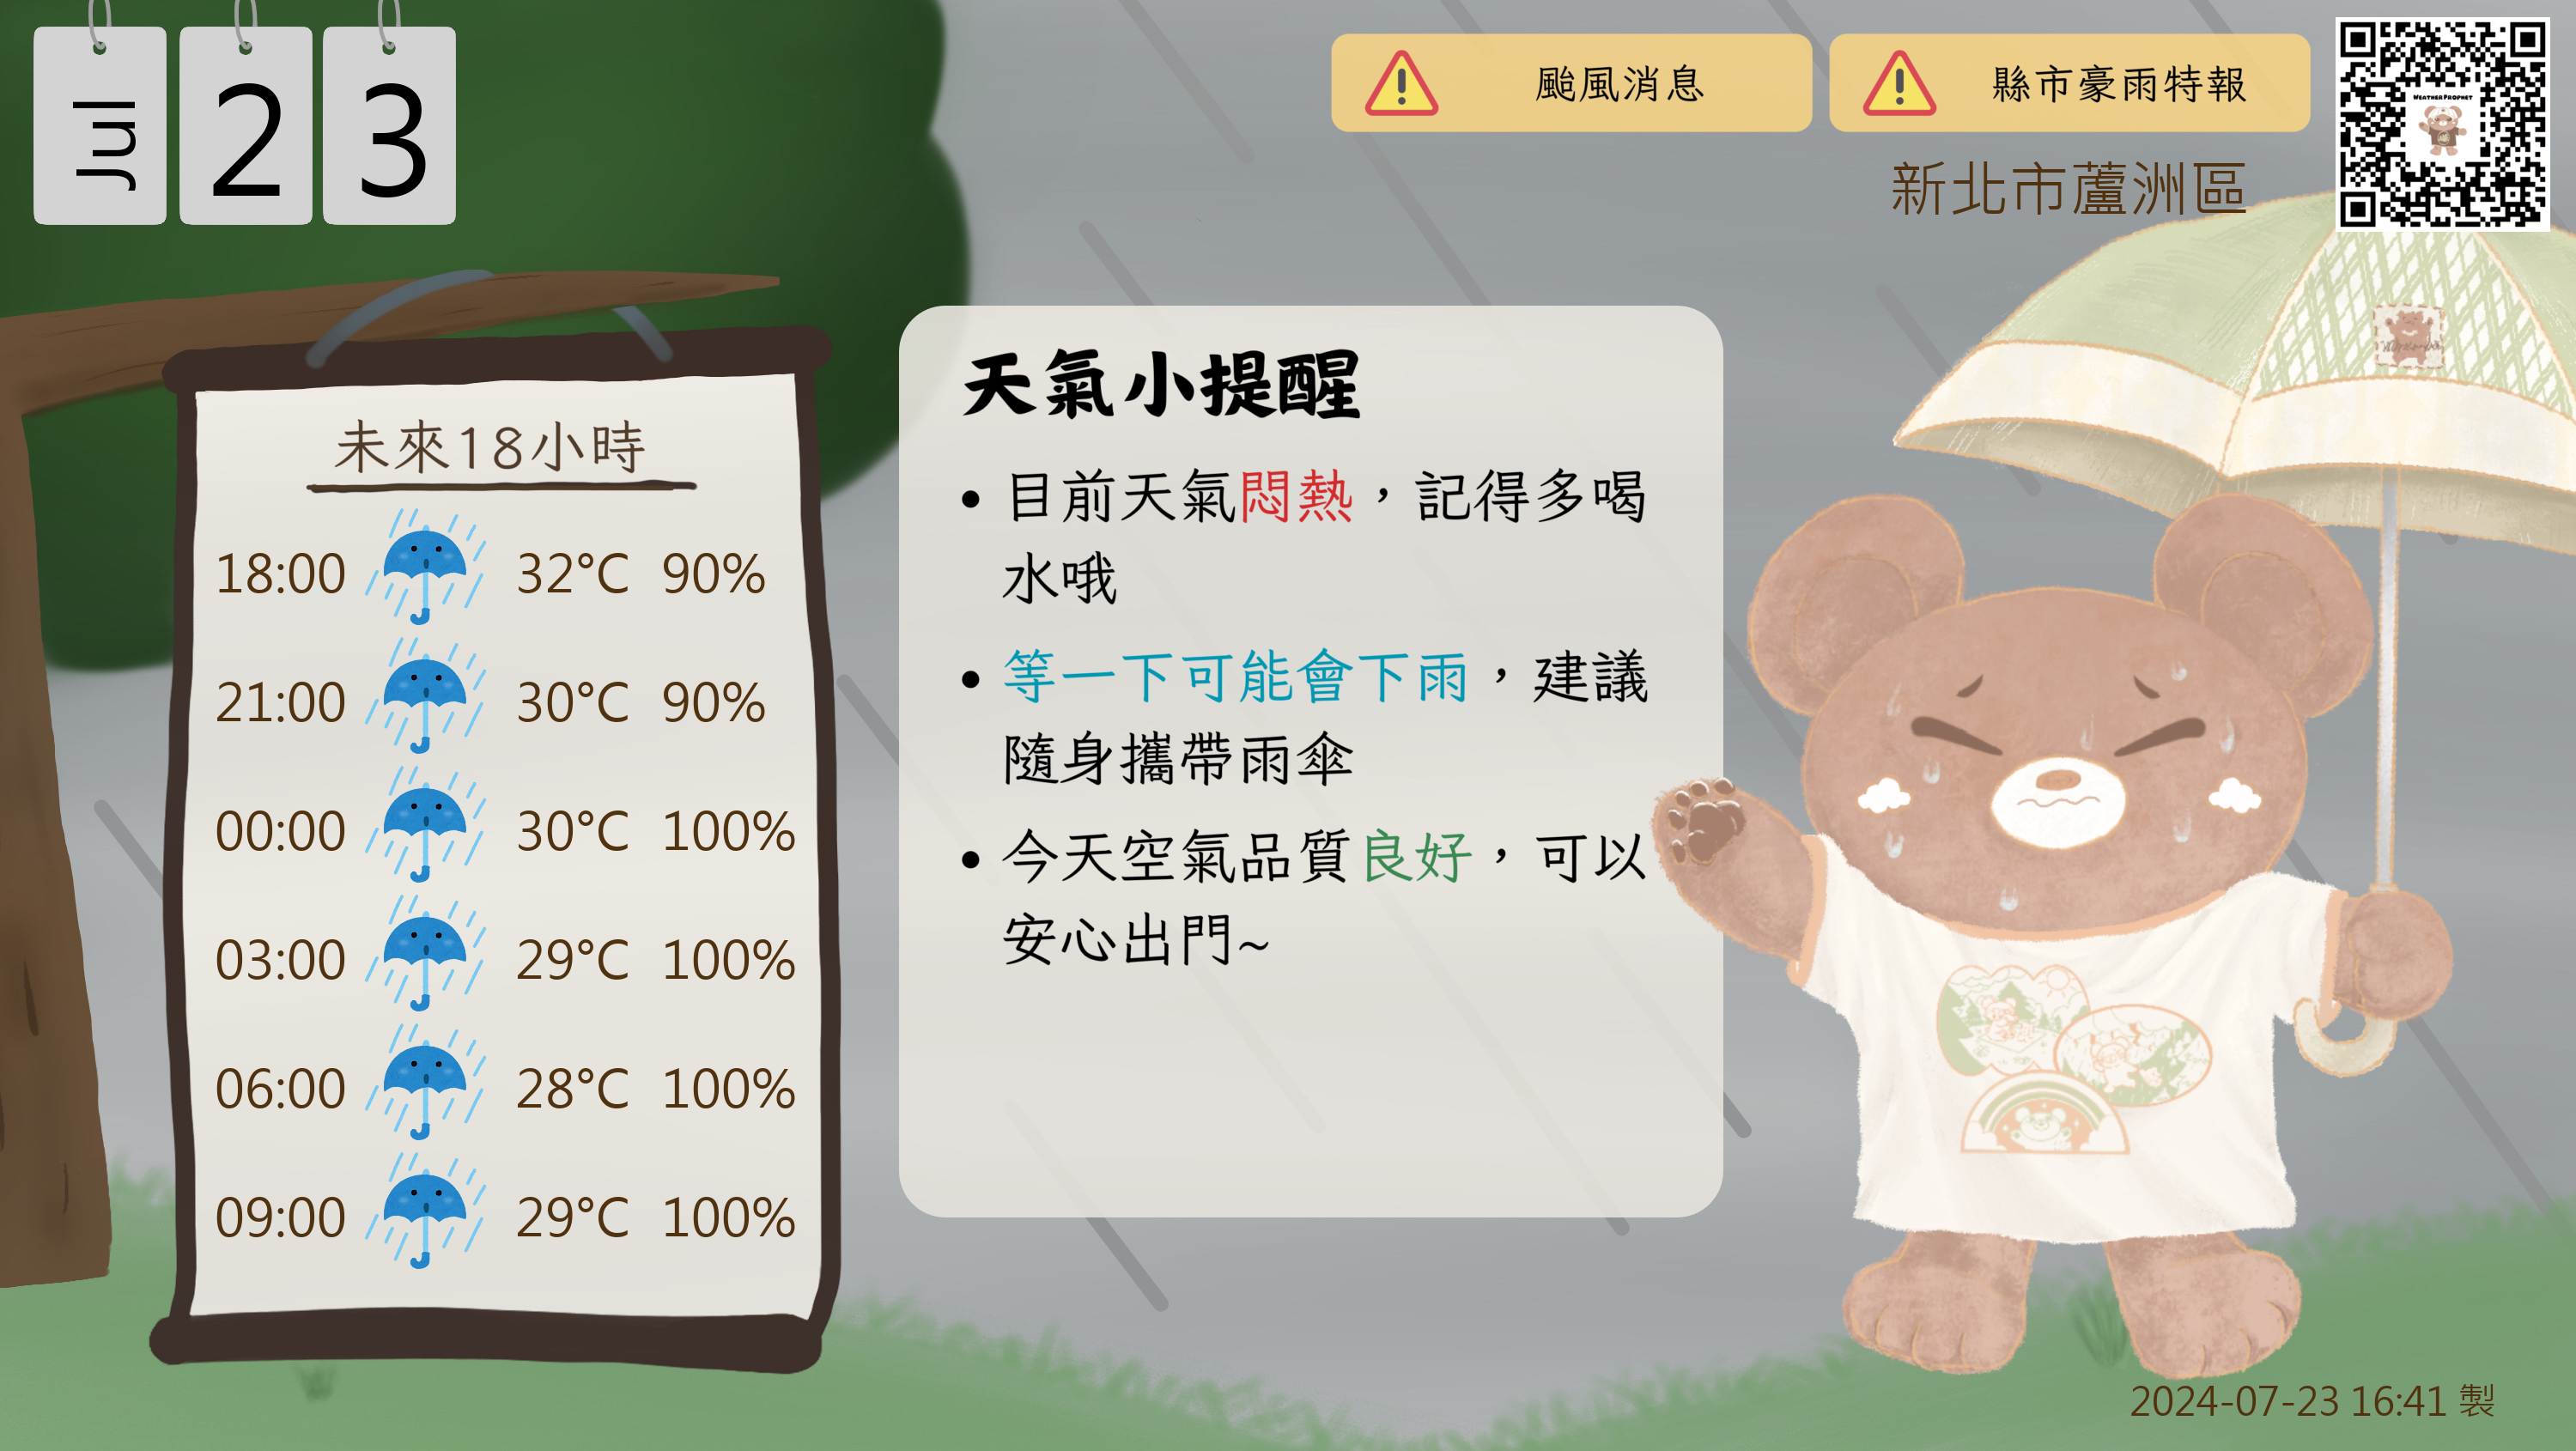 Jul 2 3
颱風消息
縣市豪雨特報
WEATHER PROPHET
新北市蘆洲區
未來18小時
18:00 32°C 90%
21:00 30°C 90%
00:00 30°C 100%
03:00 29°C 100%
06:00 28°C 100%
09:00 29°C 100%
天氣小提醒
• 目前天氣悶熱，記得多喝
水哦
• 等一下可能會下雨，建議
隨身攜帶雨傘
• 今天空氣品質良好，可以
安心出門~
2024-07-23 16:41 製